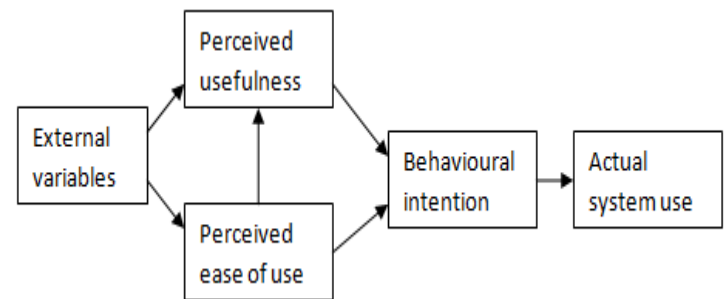 Perceived
usefulness
External
variables
Behavioural
intention
Actual
system use
Perceived
ease of use